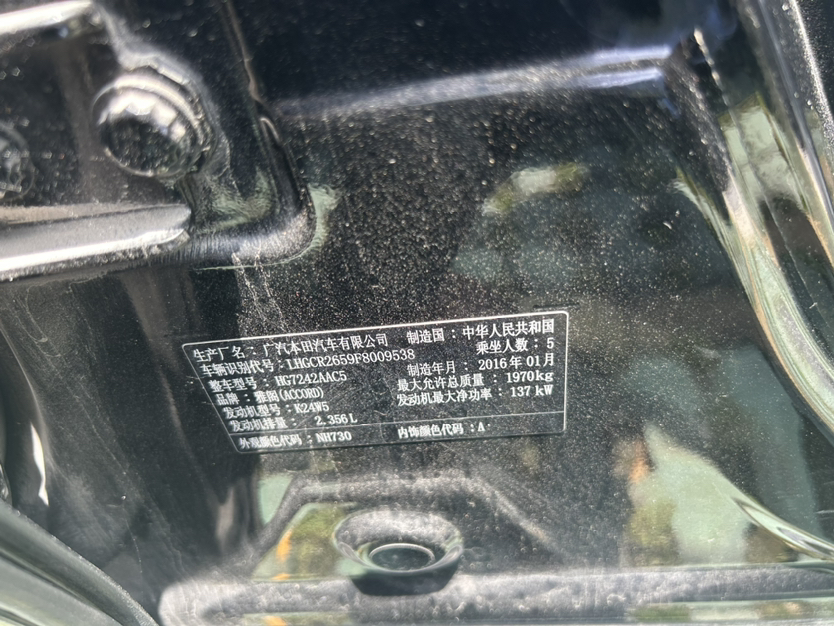 生产厂名：广汽本田汽车有限公司 制造国：中华人民共和国
车辆识别代号：LHGCR2659F8009538 乘坐人数：5
整车型号：HG7242AAC5 制造年月：2016年01月
品牌：雅阁(ACCORD) 最大允许总质量：1970kg
发动机型号：K24W5 发动机最大净功率：137kW
发动机排量：2.356L
外观颜色代码：NH730 内饰颜色代码：A